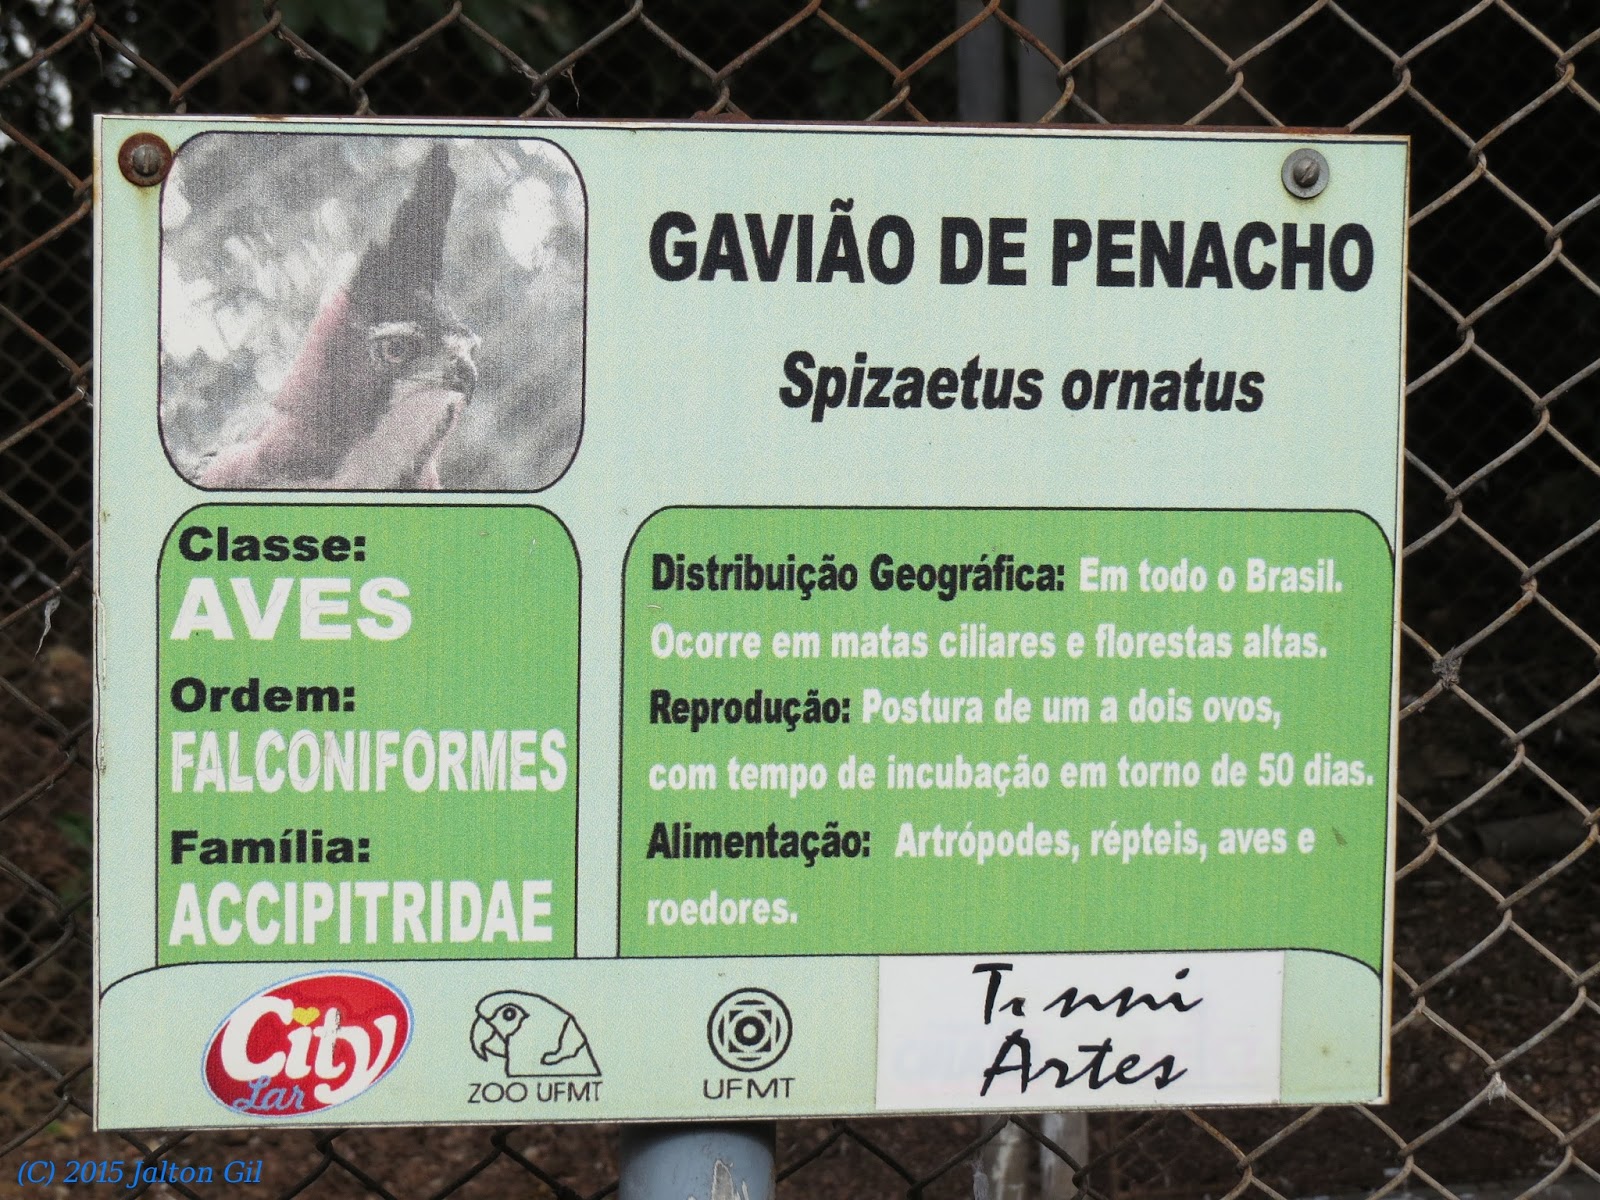 GAVIÃO DE PENACHO
Spizaetus ornatus
Classe:
AVES
Ordem:
FALCONIFORMES
Família:
ACCIPITRIDAE
Distribuição Geográfica: Em todo o Brasil.
Ocorre em matas ciliares e florestas altas.
Reprodução: Postura de um a dois ovos,
com tempo de incubação em torno de 50 dias.
Alimentação: Artrópodes, répteis, aves e
roedores.
City
Lar
ZOO UFMT
UFMT
Artes
(C) 2015 Jalton Gil